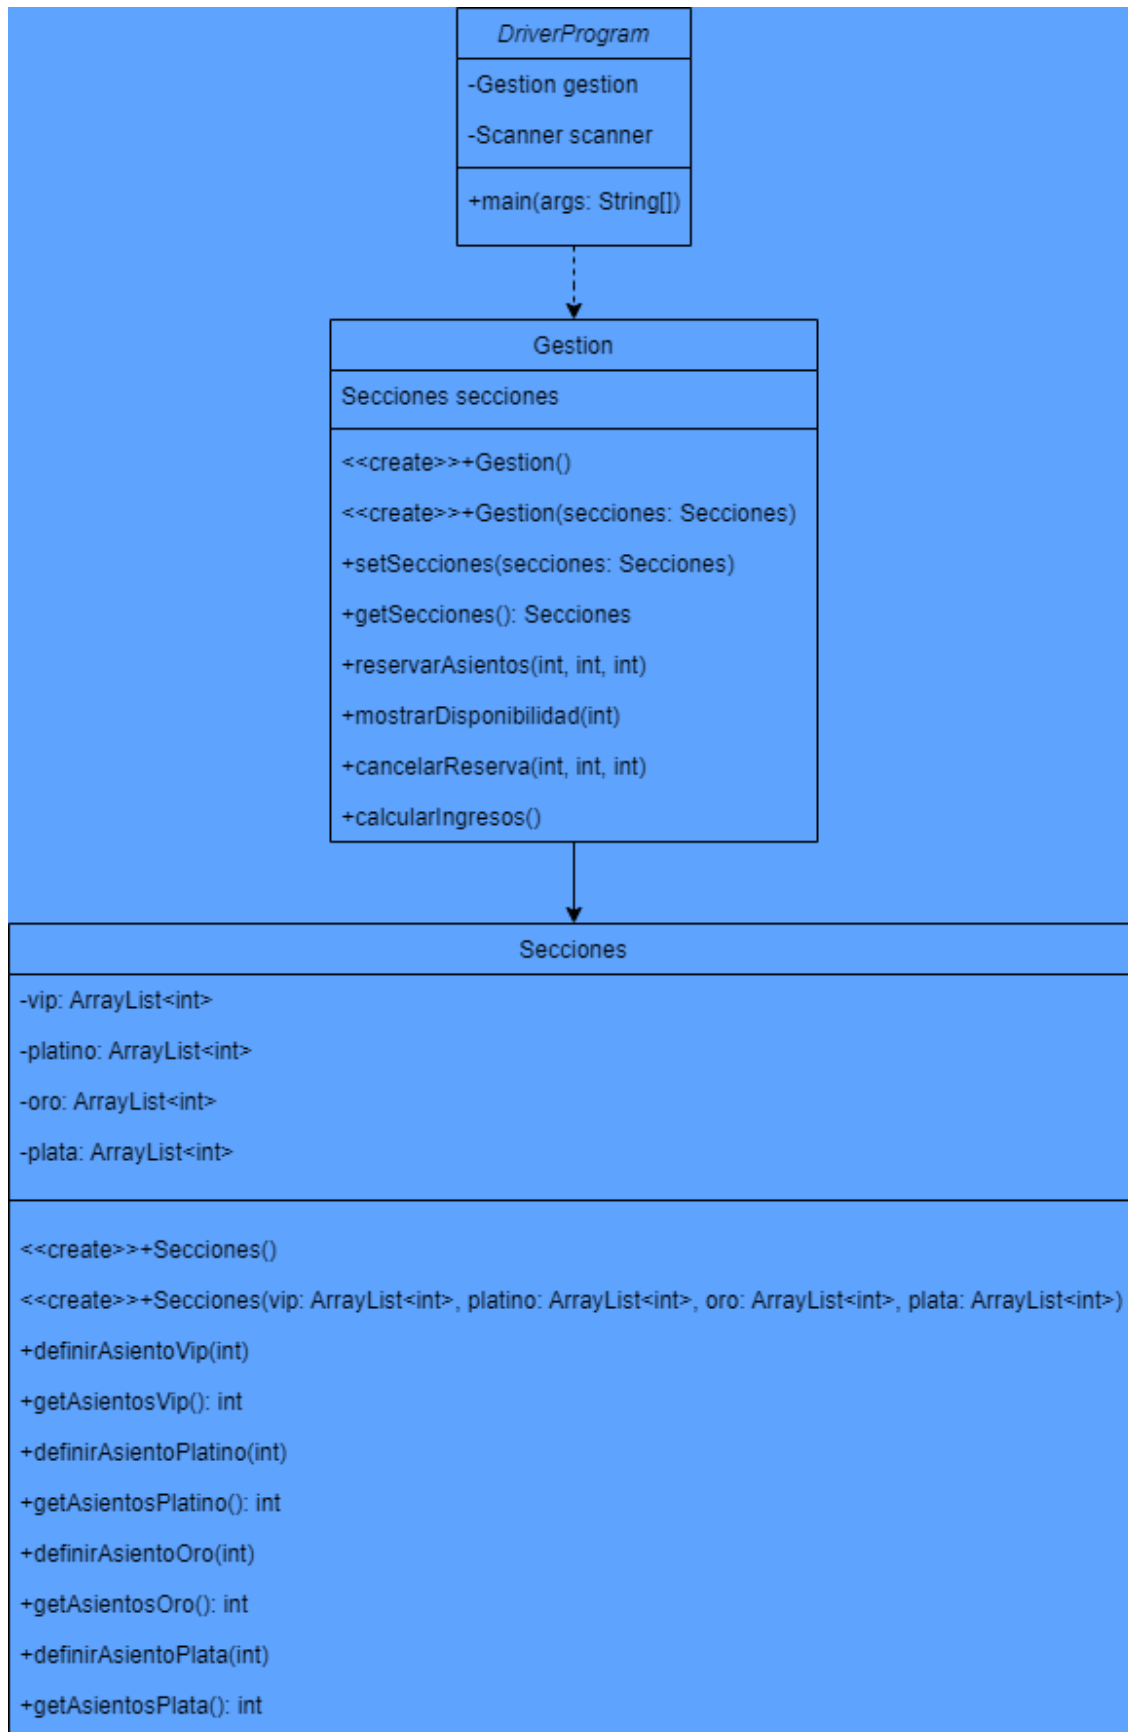 DriverProgram
-Gestion gestion
-Scanner scanner
+main(args: String[])
Gestion
Secciones secciones
<<create>>+Gestion()
<<create>>+Gestion(secciones: Secciones)
+setSecciones(secciones: Secciones)
+getSecciones(): Secciones
+reservarAsientos(int, int, int)
+mostrarDisponibilidad(int)
+cancelarReserva(int, int, int)
+calcularIngresos()
Secciones
-vip: ArrayList<int>
-platino: ArrayList<int>
-oro: ArrayList<int>
-plata: ArrayList<int>
<<create>>+Secciones()
<<create>>+Secciones(vip: ArrayList<int>, platino: ArrayList<int>, oro: ArrayList<int>, plata: ArrayList<int>)
+definirAsientoVip(int)
+getAsientosVip(): int
+definirAsientoPlatino(int)
+getAsientosPlatino(): int
+definirAsientoOro(int)
+getAsientosOro(): int
+definirAsientoPlata(int)
+getAsientosPlata(): int